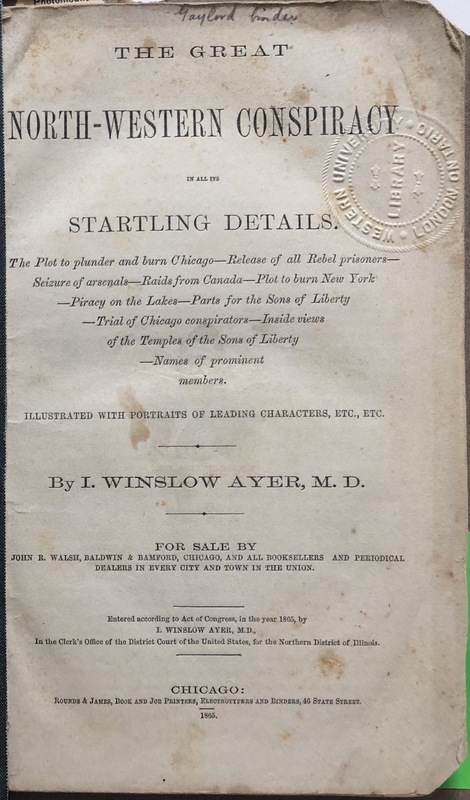 Photomount
Gaylord binder
THE GREAT
NORTH-WESTERN CONSPIRACY
IN ALL ITS
STARTLING DETAILS.
The Plot to plunder and burn Chicago—Release of all Rebel prisoners—
Seizure of arsenals—Raids from Canada—Plot to burn New York
—Piracy on the Lakes—Parts for the Sons of Liberty
—Trial of Chicago conspirators—Inside views
of the Temples of the Sons of Liberty
—Names of prominent
members.
ILLUSTRATED WITH PORTRAITS OF LEADING CHARACTERS, ETC., ETC.
By I. WINSLOW AYER, M. D.
FOR SALE BY
JOHN R. WALSH, BALDWIN & BAMFORD, CHICAGO, AND ALL BOOKSELLERS AND PERIODICAL
DEALERS IN EVERY CITY AND TOWN IN THE UNION.
Entered according to Act of Congress, in the year 1865, by
I. WINSLOW AYER, M.D.,
In the Clerk's Office of the District Court of the United States, for the Northern District of Illinois.
CHICAGO:
ROUNDS & JAMES, BOOK AND JOB PRINTERS, ELECTROTYPERS AND BINDERS, 46 STATE STREET.
1865.
WESTERN UNIVERSITY
LONDON ONTARIO
LIBRARY